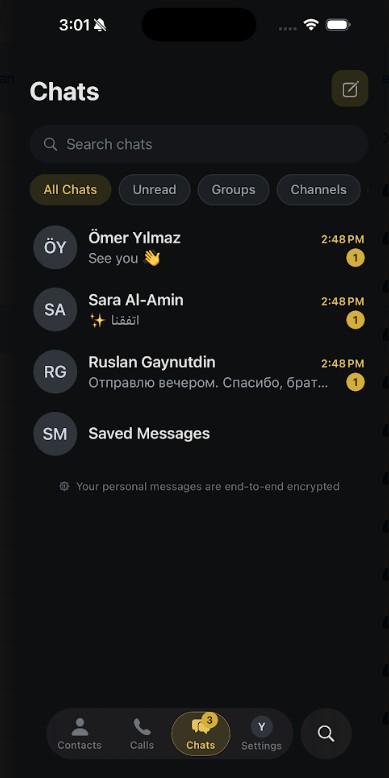 3:01
Chats
Search chats
All Chats Unread Groups Channels
ÖY Ömer Yılmaz 2:48 PM
See you 👋 1
SA Sara Al-Amin 2:48 PM
✨ اتفقنا 1
RG Ruslan Gaynutdin 2:48 PM
Отправлю вечером. Спасибо, брат... 1
SM Saved Messages
Your personal messages are end-to-end encrypted
3
Y
Contacts Calls Chats Settings